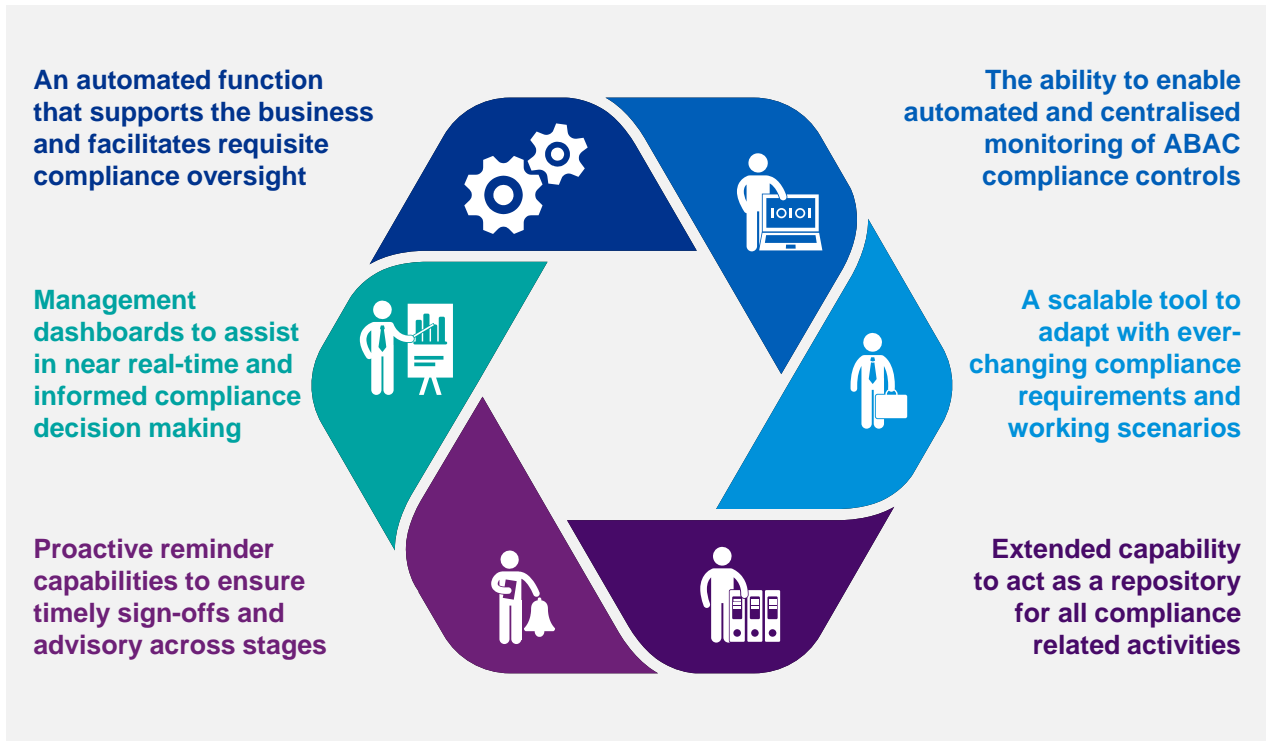 An automated function
that supports the business
and facilitates requisite
compliance oversight
The ability to enable
automated and centralised
monitoring of ABAC
compliance controls
IOIOI
Management
dashboards to assist
in near real-time and
informed compliance
decision making
A scalable tool to
adapt with ever-
changing compliance
requirements and
working scenarios
Proactive reminder
capabilities to ensure
timely sign-offs and
advisory across stages
Extended capability
to act as a repository
for all compliance
related activities